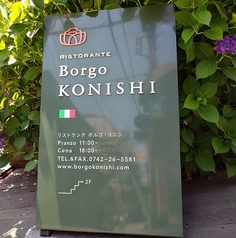 RISTORANTE
Borgo
KONISHI
リストランテ ボルゴ・コニシ
Pranzo 11:00~
Cena 18:00~
TEL.&FAX.0742-26-5581
www.borgokonishi.com
2F